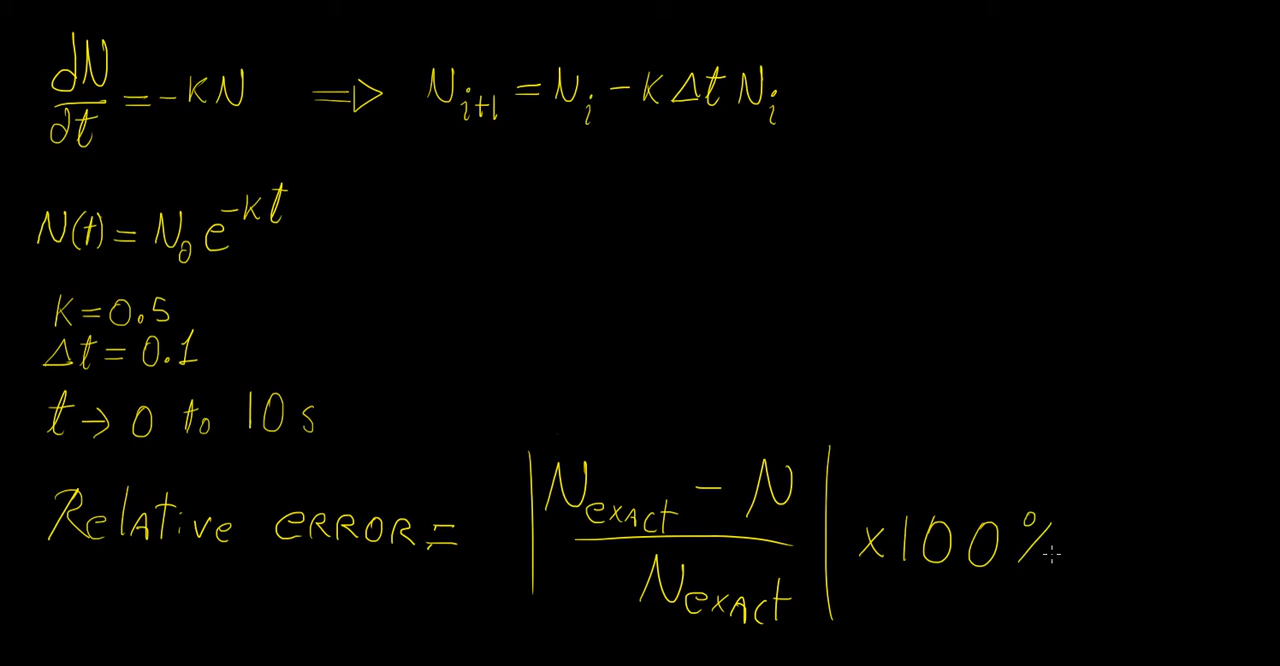 dN/dt = -KN ⟹ N_{i+1} = N_i - K Δt N_i
N(t) = N_0 e^{-Kt}
K = 0.5
Δt = 0.1
t → 0 to 10 s
Relative error = | (N_exact - N) / N_exact | x 100%